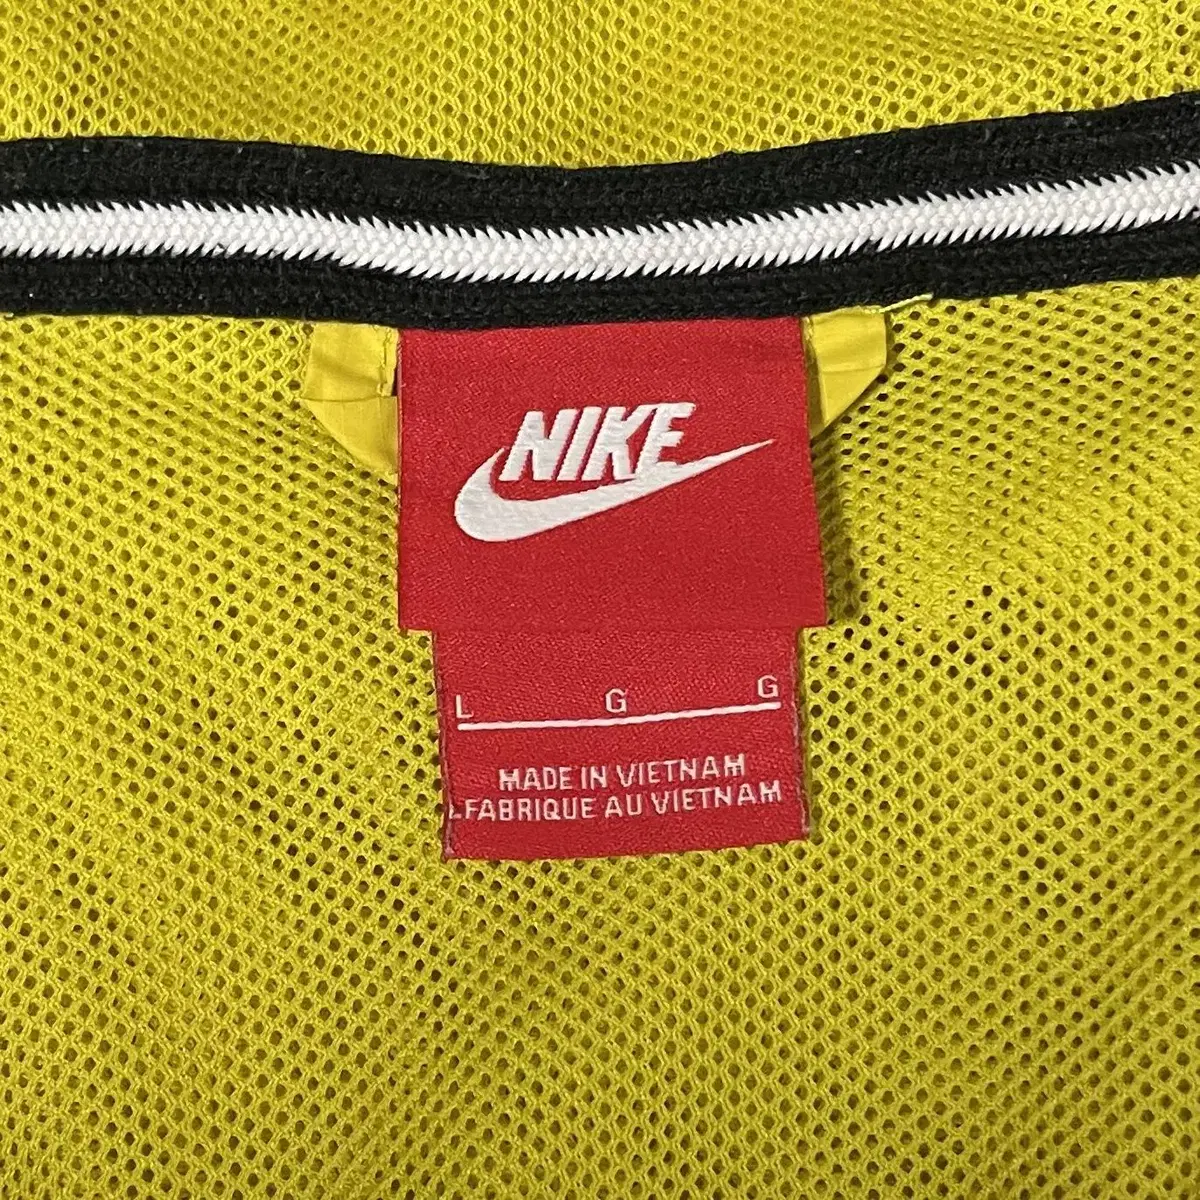 NIKE
L G G
MADE IN VIETNAM
FABRIQUE AU VIETNAM